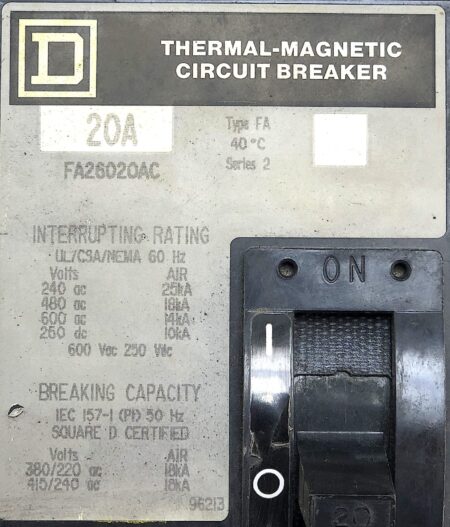 D
THERMAL-MAGNETIC
CIRCUIT BREAKER
20A
FA26020AC
Type FA
40°C
Series 2
INTERRUPTING RATING
UL/CSA/NEMA 60 Hz
Volts AIR
240 ac 25kA
480 ac 18kA
600 ac 14kA
250 dc 10kA
600 Vac 250 Vdc
BREAKING CAPACITY
IEC 157-1 (P1) 50 Hz
SQUARE D CERTIFIED
Volts AIR
380/220 ac 18kA
415/240 ac 18kA
96213
ON
I
O
20